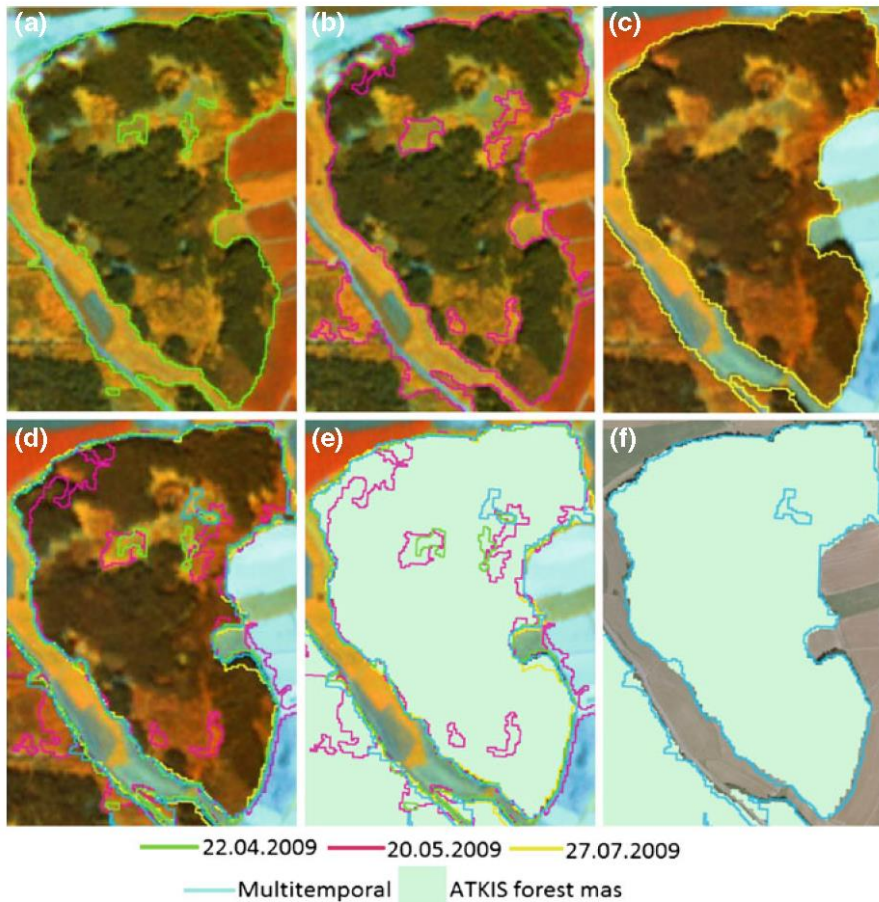 (a) (b) (c)
(d) (e) (f)
22.04.2009 20.05.2009 27.07.2009
Multitemporal ATKIS forest mas